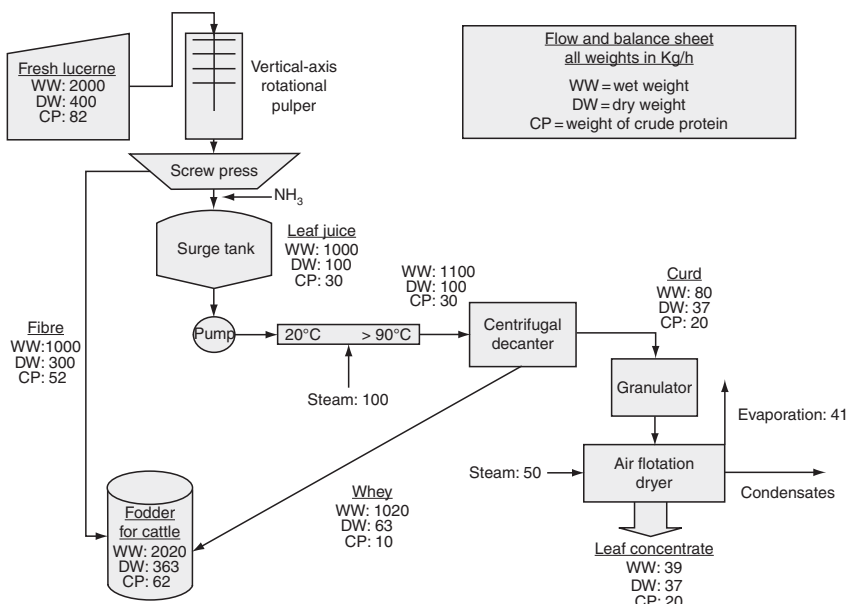 Fresh lucerne
WW: 2000
DW: 400
CP: 82
Vertical-axis
rotational
pulper
Flow and balance sheet
all weights in Kg/h
WW = wet weight
DW = dry weight
CP = weight of crude protein
Screw press
NH3
Surge tank
Leaf juice
WW: 1000
DW: 100
CP: 30
Pump
20°C > 90°C
Steam: 100
WW: 1100
DW: 100
CP: 30
Centrifugal
decanter
Curd
WW: 80
DW: 37
CP: 20
Granulator
Evaporation: 41
Steam: 50
Air flotation
dryer
Condensates
Fibre
WW:1000
DW: 300
CP: 52
Whey
WW: 1020
DW: 63
CP: 10
Fodder
for cattle
WW: 2020
DW: 363
CP: 62
Leaf concentrate
WW: 39
DW: 37
CP: 20